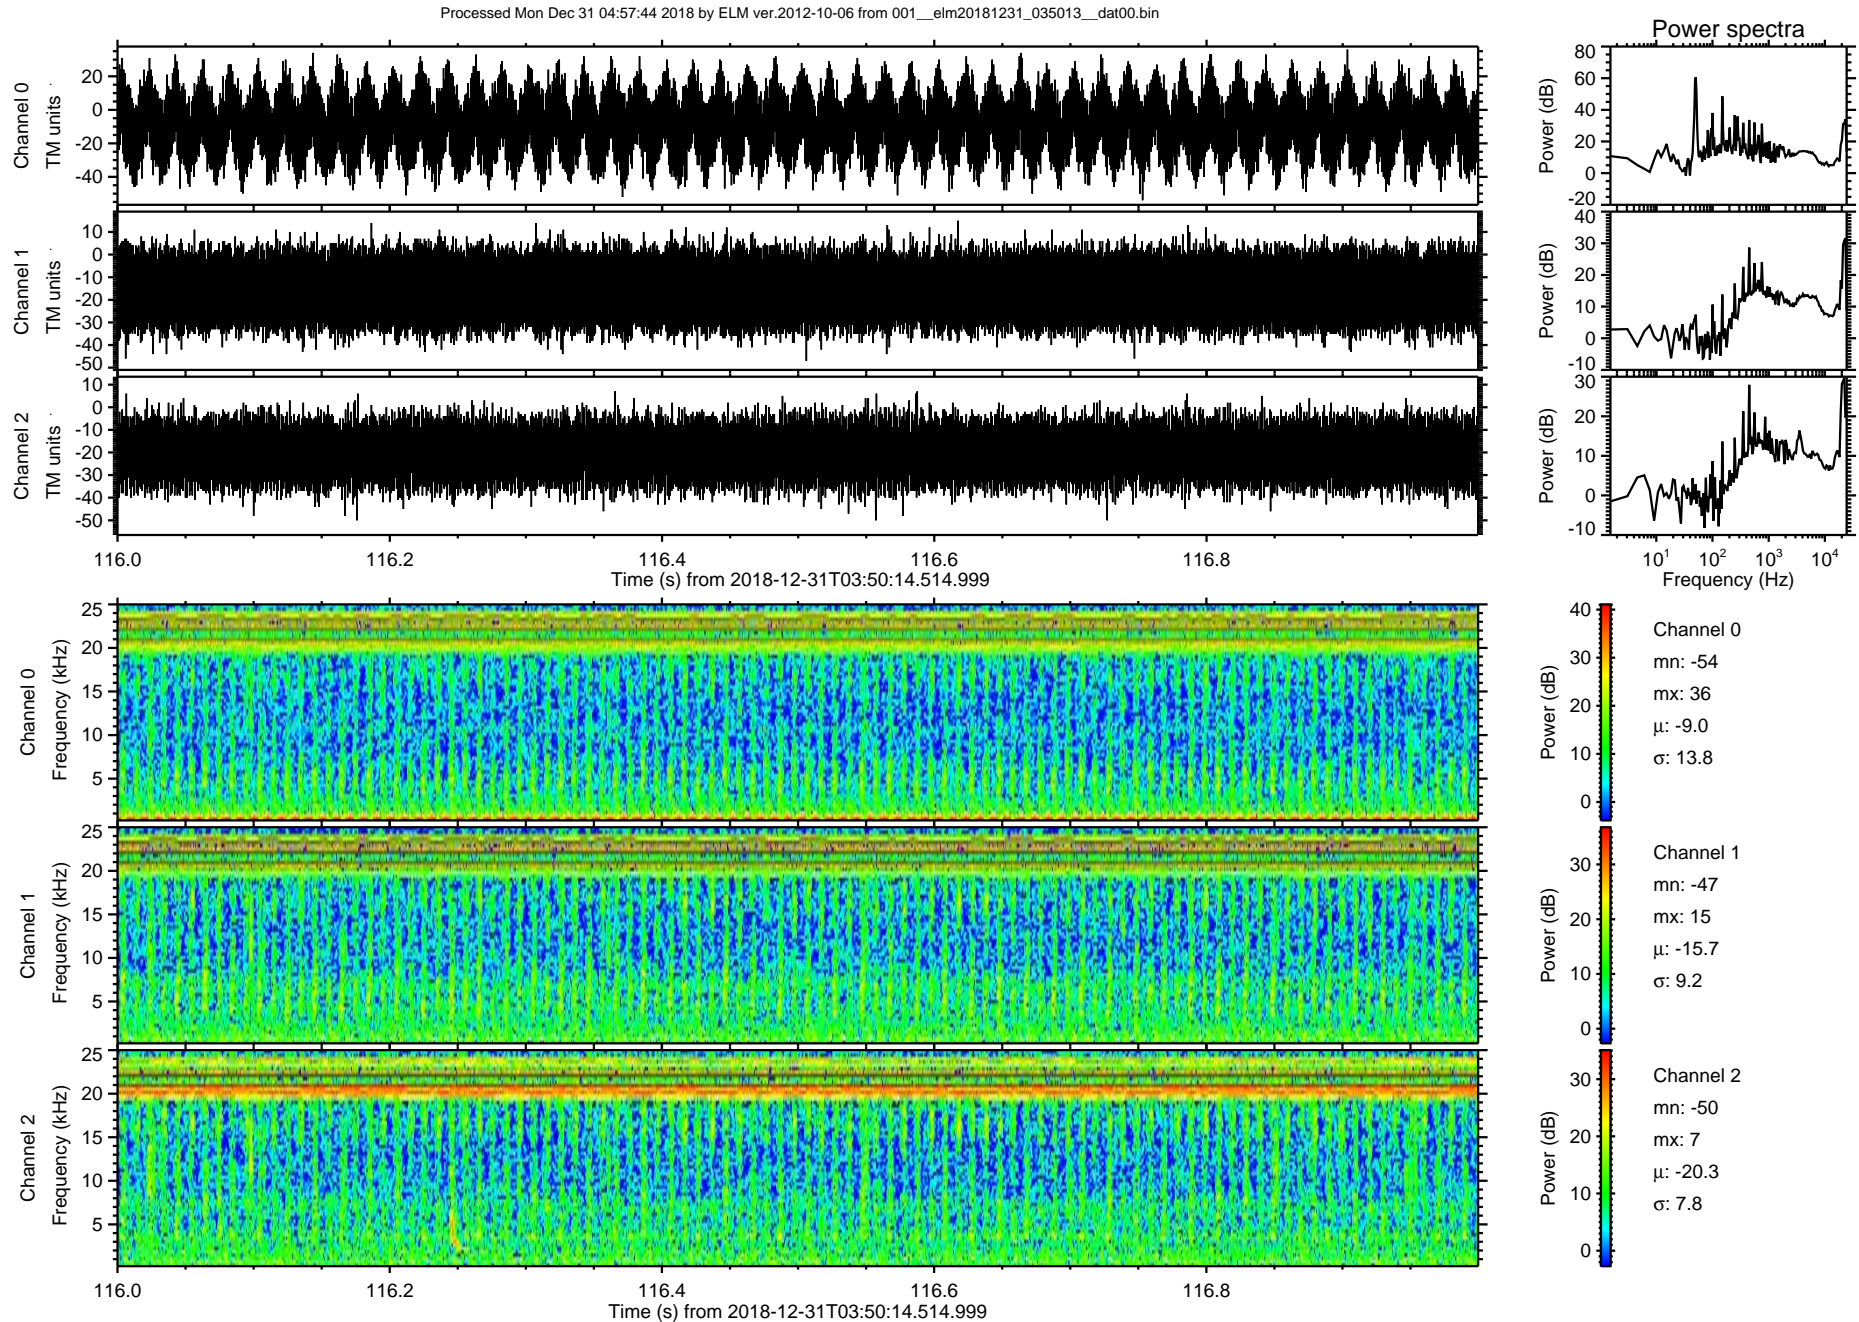 Processed Mon Dec 31 04:57:44 2018 by ELM ver.2012-10-06 from 001__elm20181231_035013__dat00.bin
Power spectra
Channel 0
TM units
20
0
-20
-40
Power (dB)
80
60
40
20
0
-20
Channel 1
TM units
10
0
-10
-20
-30
-40
-50
Power (dB)
40
30
20
10
0
-10
Channel 2
TM units
10
0
-10
-20
-30
-40
-50
Power (dB)
30
20
10
0
-10
116.0 116.2 116.4 116.6 116.8
Time (s) from 2018-12-31T03:50:14.514.999
10^1 10^2 10^3 10^4
Frequency (Hz)
Channel 0
Frequency (kHz)
25
20
15
10
5
Power (dB)
40
30
20
10
0
Channel 0
mn: -54
mx: 36
μ: -9.0
σ: 13.8
Channel 1
Frequency (kHz)
25
20
15
10
5
Power (dB)
30
20
10
0
Channel 1
mn: -47
mx: 15
μ: -15.7
σ: 9.2
Channel 2
Frequency (kHz)
25
20
15
10
5
Power (dB)
30
20
10
0
Channel 2
mn: -50
mx: 7
μ: -20.3
σ: 7.8
116.0 116.2 116.4 116.6 116.8
Time (s) from 2018-12-31T03:50:14.514.999